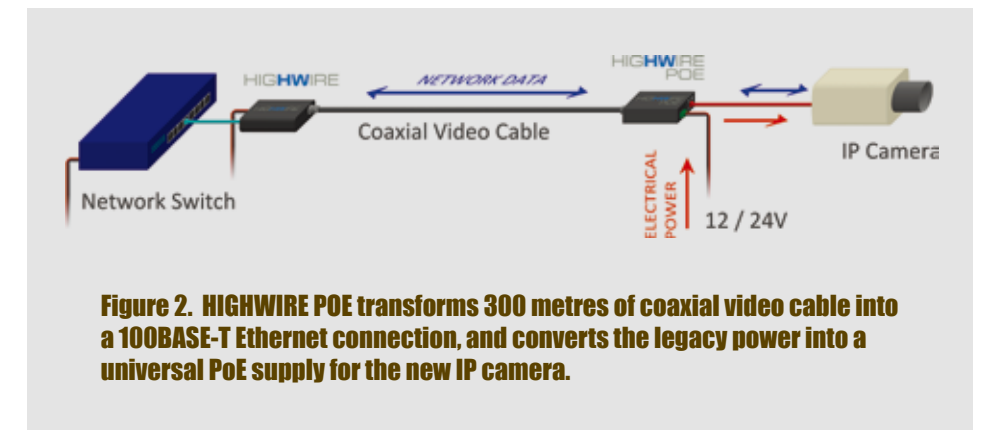 HIGHWIRE
NETWORK DATA
HIGHWIRE
POE
Coaxial Video Cable
IP Camera
Network Switch
ELECTRICAL
POWER
12 / 24V
Figure 2. HIGHWIRE POE transforms 300 metres of coaxial video cable into
a 100BASE-T Ethernet connection, and converts the legacy power into a
universal PoE supply for the new IP camera.